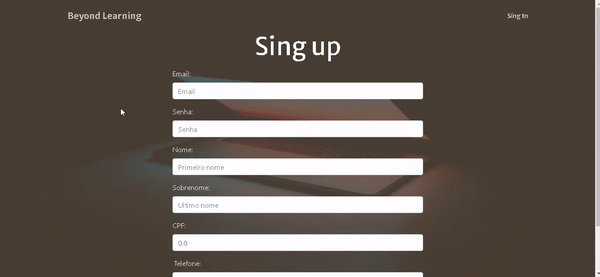 Beyond Learning
Sing In
Sing up
Email:
Email
Senha:
Senha
Nome:
Primeiro nome
Sobrenome:
Ultimo nome
CPF:
0.0
Telefone: